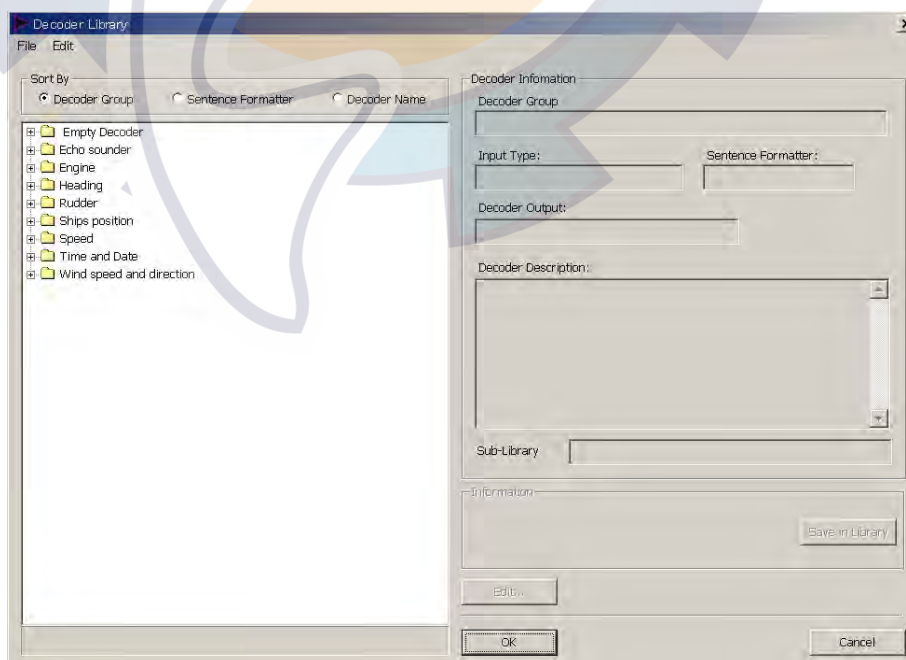 Decoder Library
File Edit
Sort By
Decoder Group Sentence Formatter Decoder Name
Empty Decoder
Echo sounder
Engine
Heading
Rudder
Ships position
Speed
Time and Date
Wind speed and direction
Decoder Infomation
Decoder Group
Input Type: Sentence Formatter:
Decoder Output:
Decoder Description:
Sub-Library
Information
Save in Library
Edit...
OK Cancel